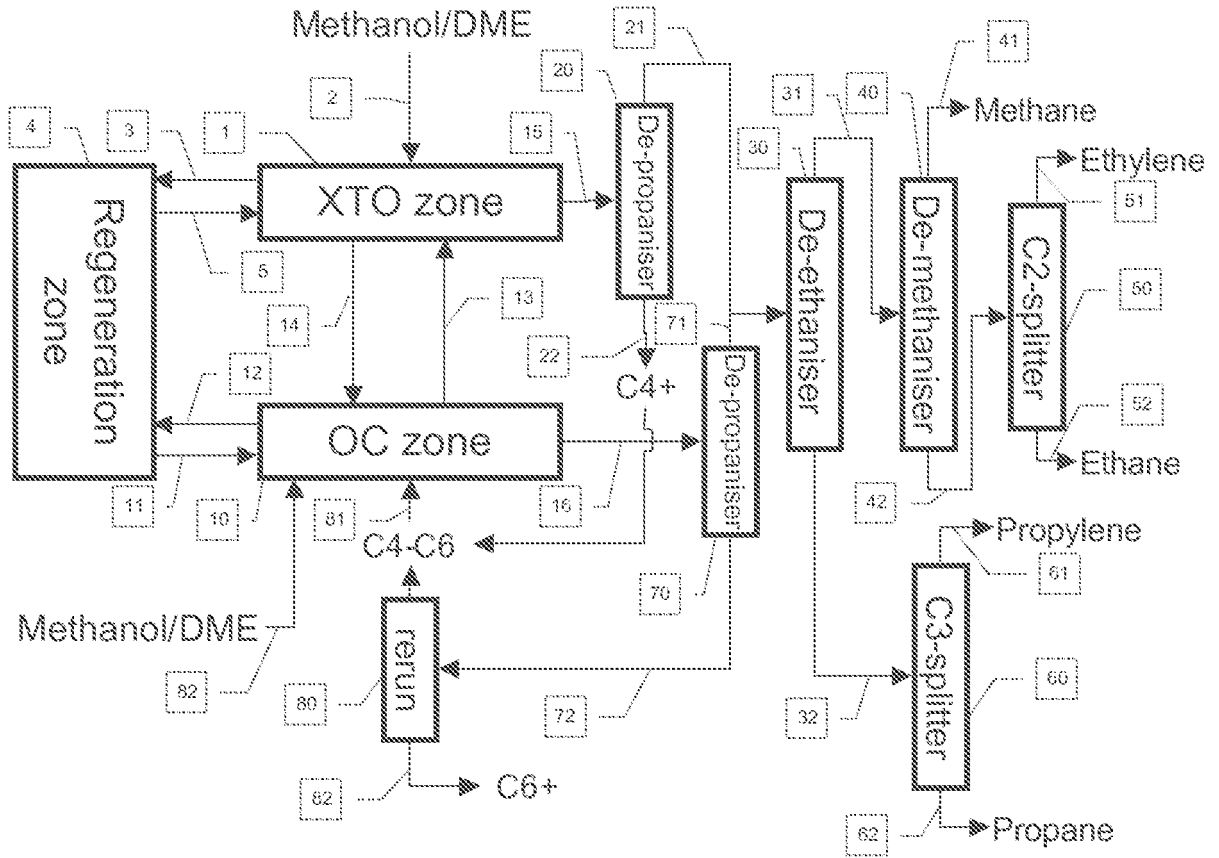 Methanol/DME
21
41
2
20
31
40
Methane
4
3
1
15
30
Ethylene
XTO zone
De-propaniser
51
Regeneration
zone
De-ethaniser
De-methaniser
C2-splitter
5
13
50
14
71
22
12
C4+
52
OC zone
De-propaniser
Ethane
11
10
81
16
42
C4-C6
Propylene
61
70
Methanol/DME
rerun
C3-splitter
60
82
80
72
32
82
C6+
62
Propane